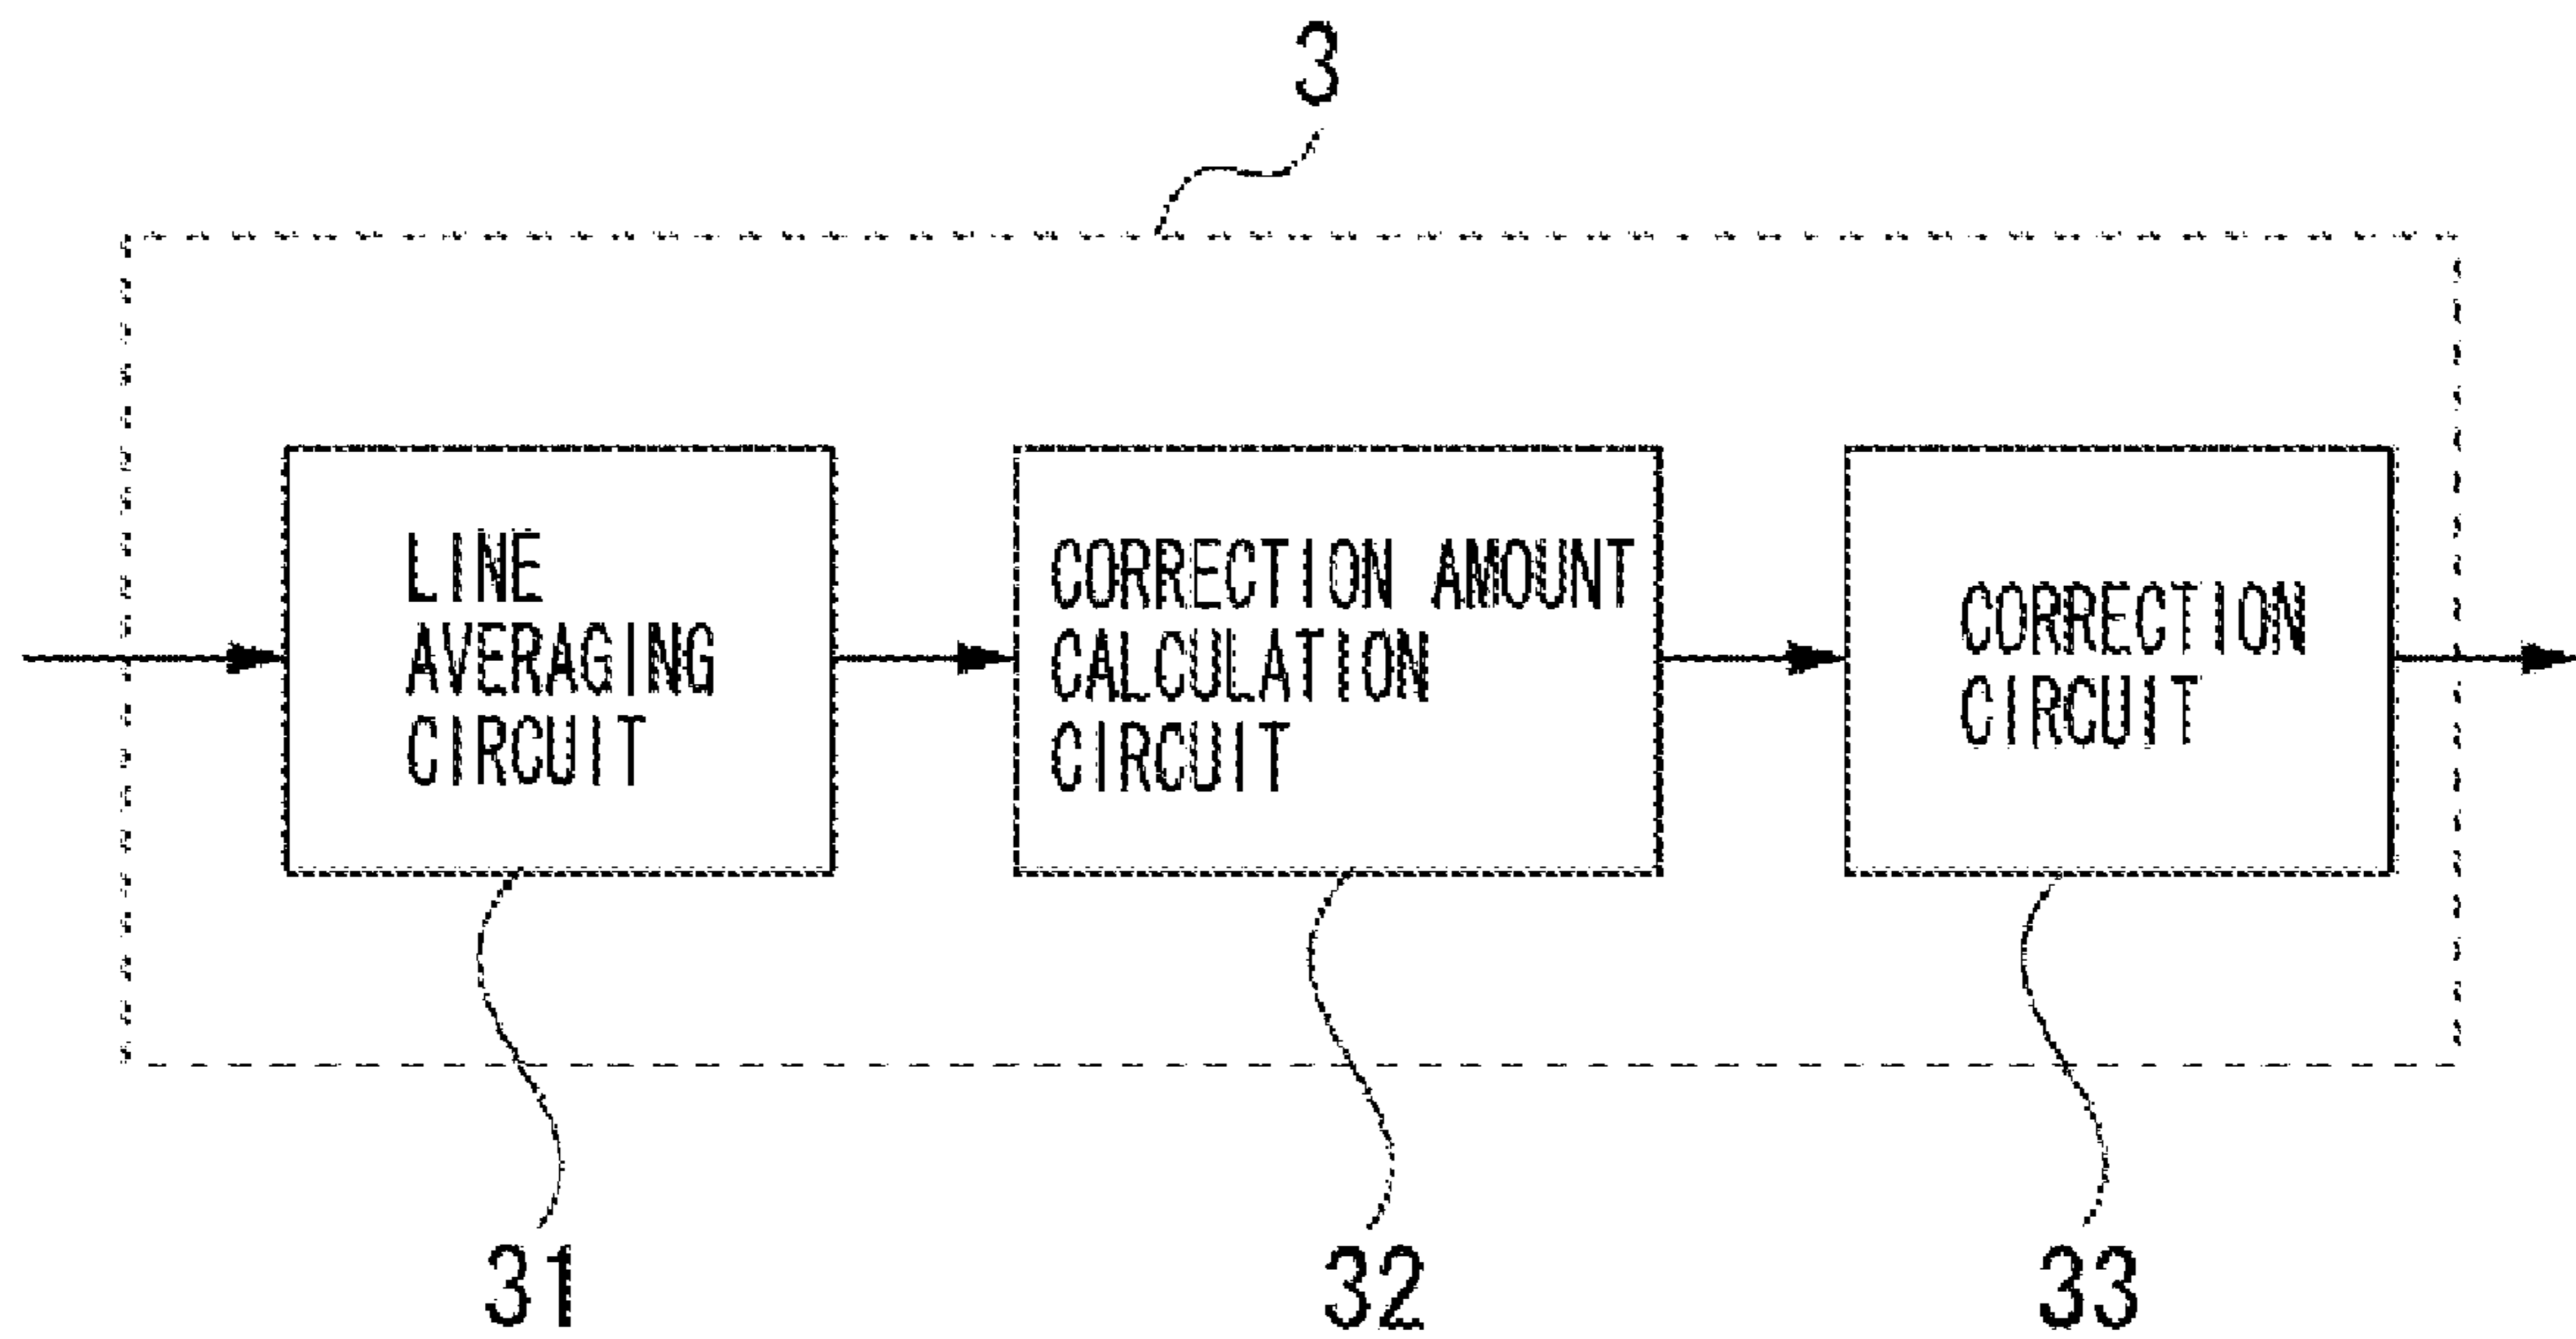 3
LINE
AVERAGING
CIRCUIT
CORRECTION AMOUNT
CALCULATION
CIRCUIT
CORRECTION
CIRCUIT
31
32
33